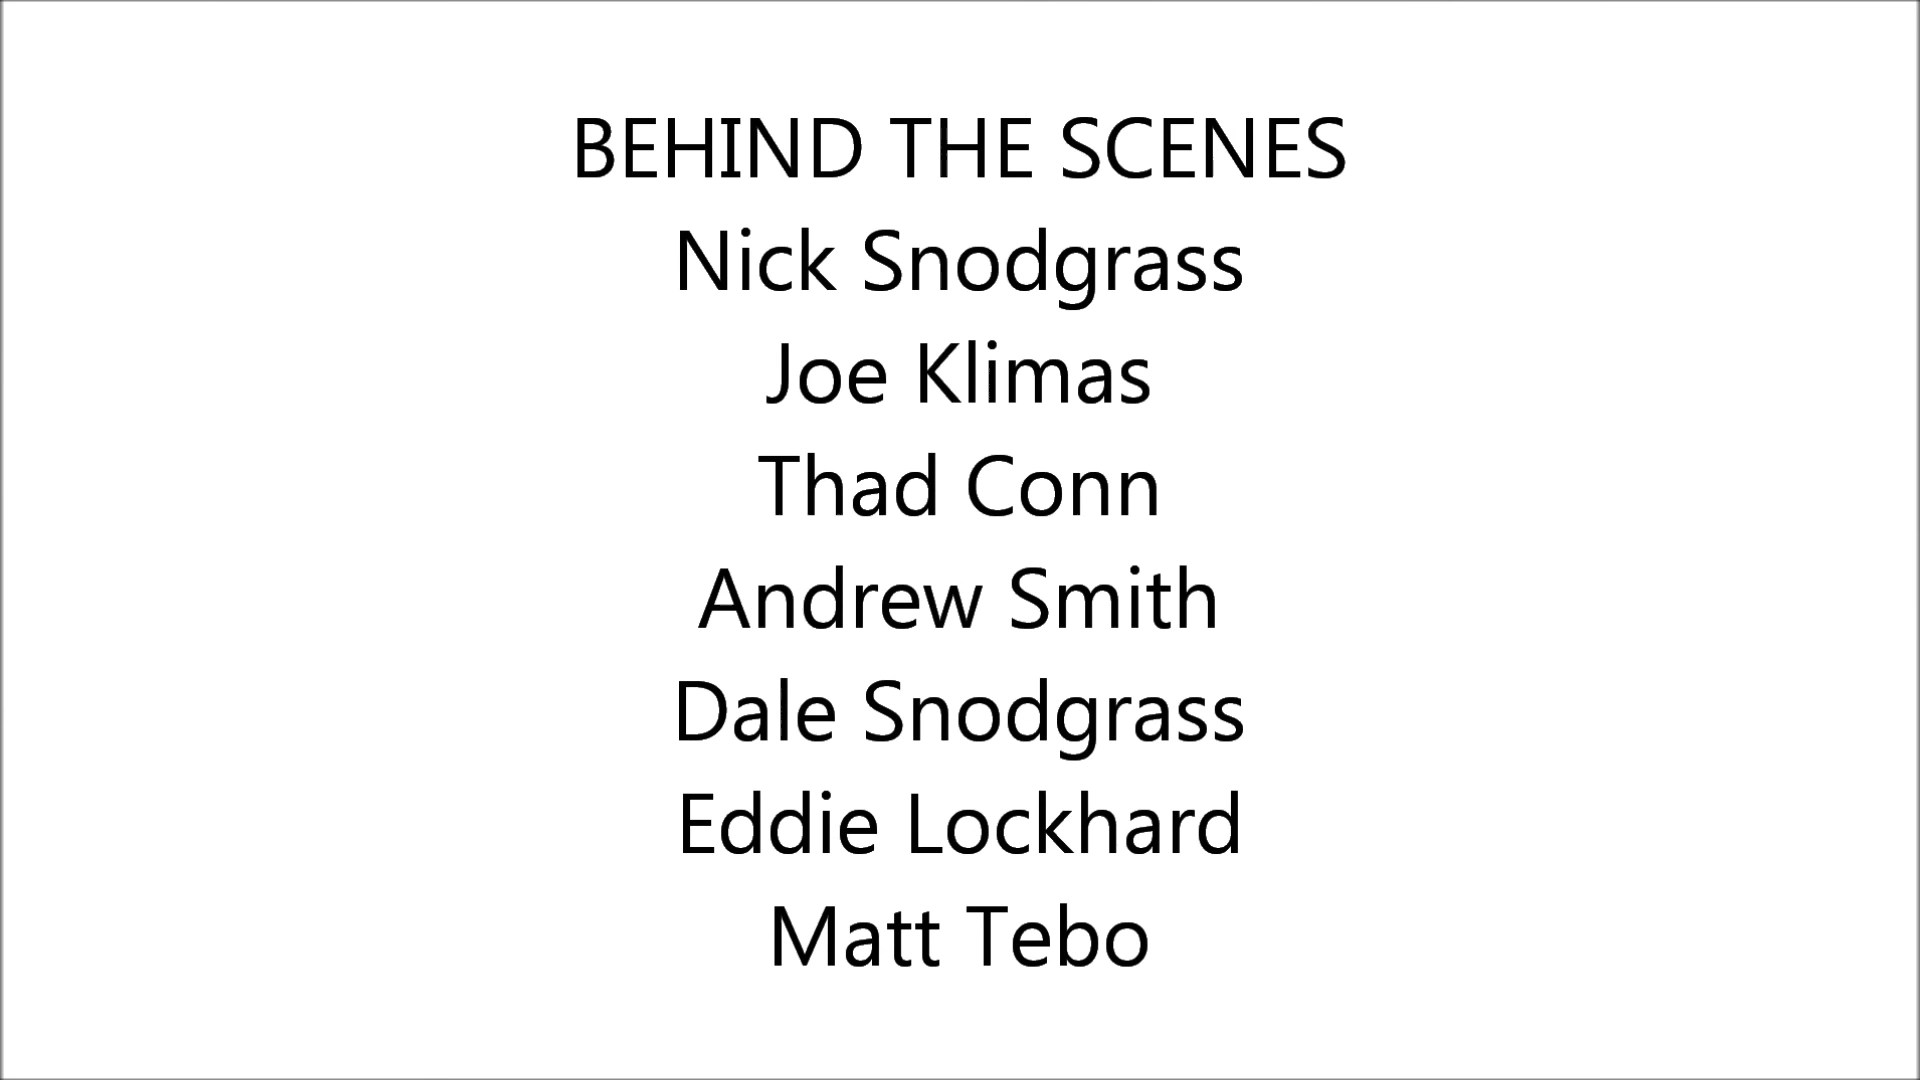 BEHIND THE SCENES
Nick Snodgrass
Joe Klimas
Thad Conn
Andrew Smith
Dale Snodgrass
Eddie Lockhard
Matt Tebo